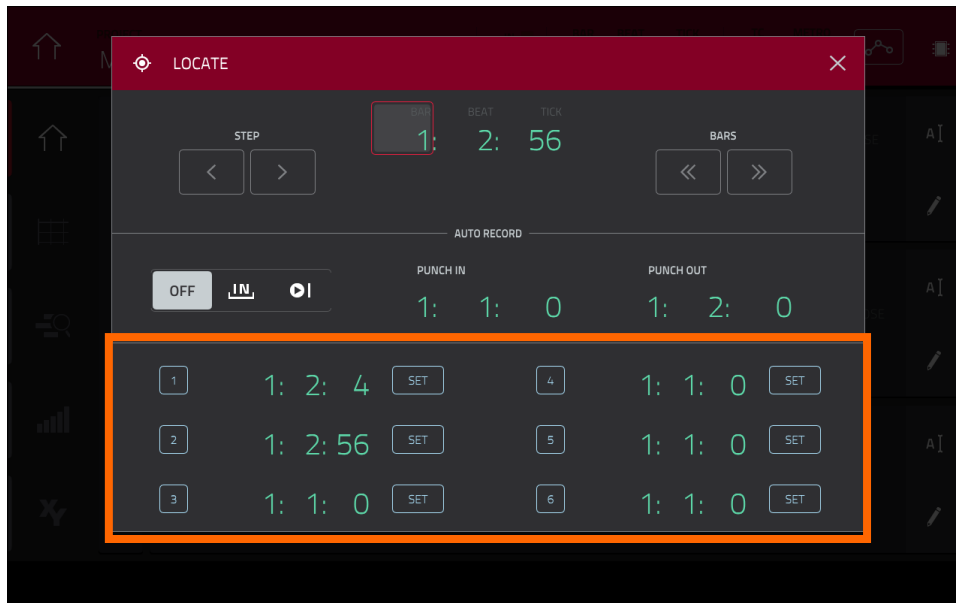 M
LOCATE
BAR BEAT TICK
STEP 1: 2: 56 BARS
AUTO RECORD
PUNCH IN PUNCH OUT
OFF IN
1: 1: 0 1: 2: 0
1 1: 2: 4 SET 4 1: 1: 0 SET
2 1: 2: 56 SET 5 1: 1: 0 SET
3 1: 1: 0 SET 6 1: 1: 0 SET
XY